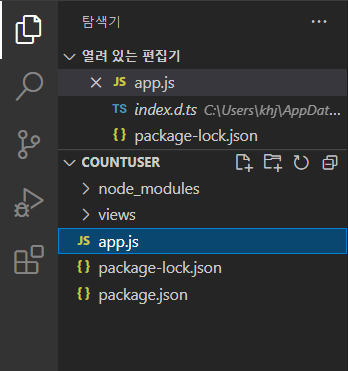 탐색기
열려 있는 편집기
JS app.js
TS index.d.ts C:\Users\khj\AppDat...
{} package-lock.json
COUNTUSER
node_modules
views
JS app.js
{} package-lock.json
{} package.json